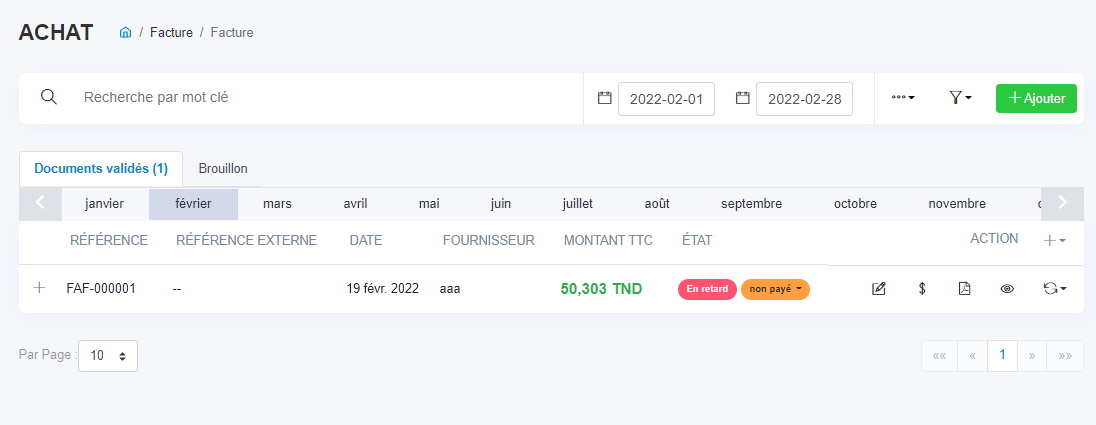 ACHAT / Facture / Facture
Recherche par mot clé 2022-02-01 2022-02-28 Ajouter
Documents validés (1) Brouillon
janvier février mars avril mai juin juillet août septembre octobre novembre
RÉFÉRENCE RÉFÉRENCE EXTERNE DATE FOURNISSEUR MONTANT TTC ÉTAT ACTION
FAF-000001 -- 19 févr. 2022 aaa 50,303 TND En retard non payé $
Par Page : 10 «« « 1 » »»